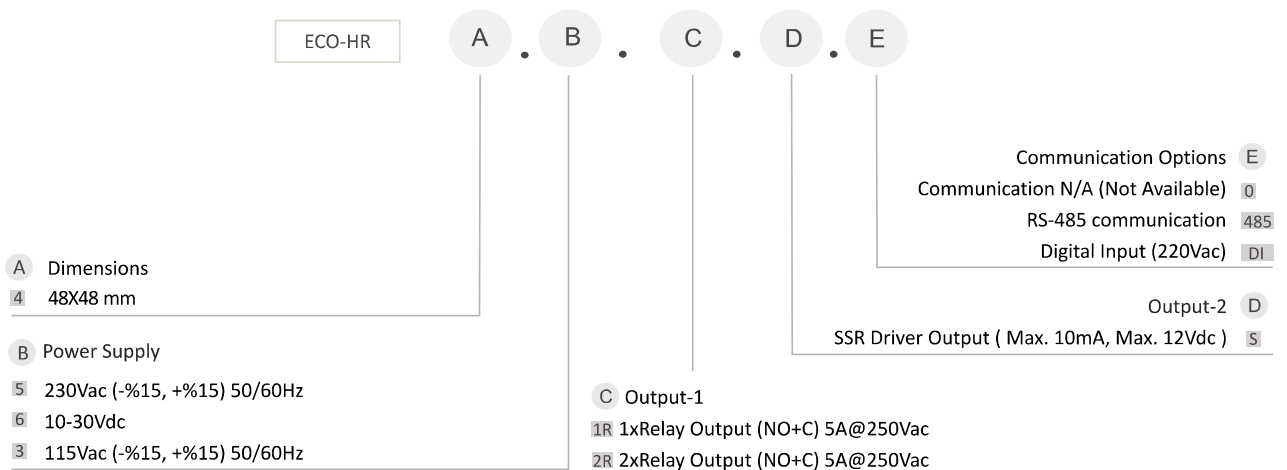 ECO-HR A . B . C . D . E
Communication Options E
Communication N/A (Not Available) 0
RS-485 communication 485
Digital Input (220Vac) DI
A Dimensions
4 48X48 mm
Output-2 D
SSR Driver Output ( Max. 10mA, Max. 12Vdc ) S
B Power Supply
5 230Vac (-%15, +%15) 50/60Hz
6 10-30Vdc
3 115Vac (-%15, +%15) 50/60Hz
C Output-1
1R 1xRelay Output (NO+C) 5A@250Vac
2R 2xRelay Output (NO+C) 5A@250Vac